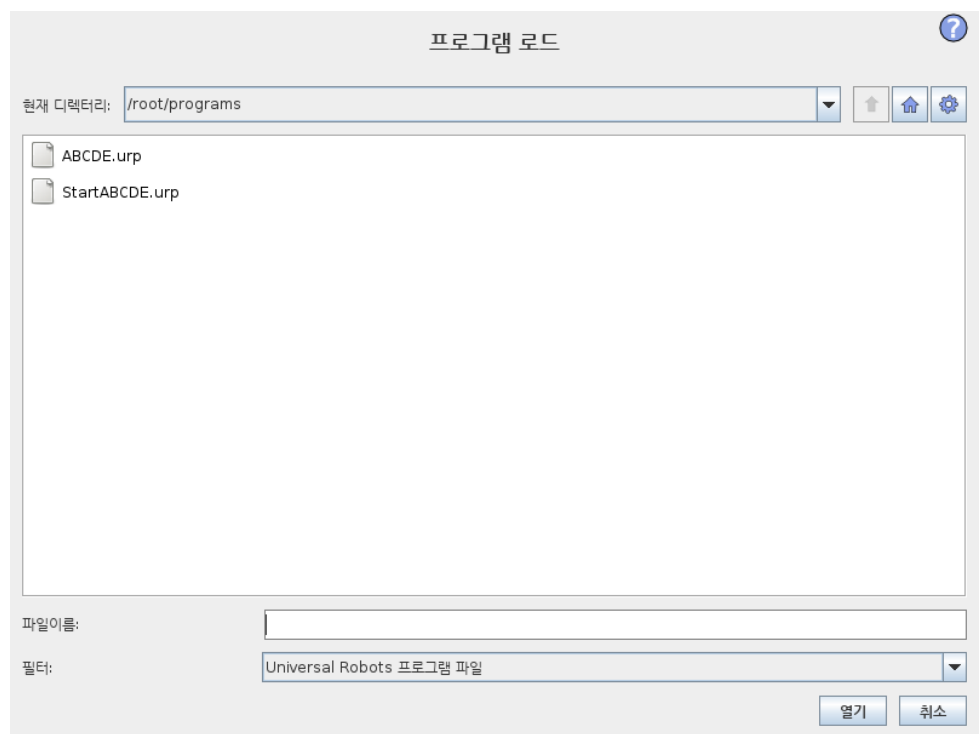 프로그램 로드
?
현재 디렉터리: /root/programs
ABCDE.urp
StartABCDE.urp
파일이름:
필터: Universal Robots 프로그램 파일
열기 취소